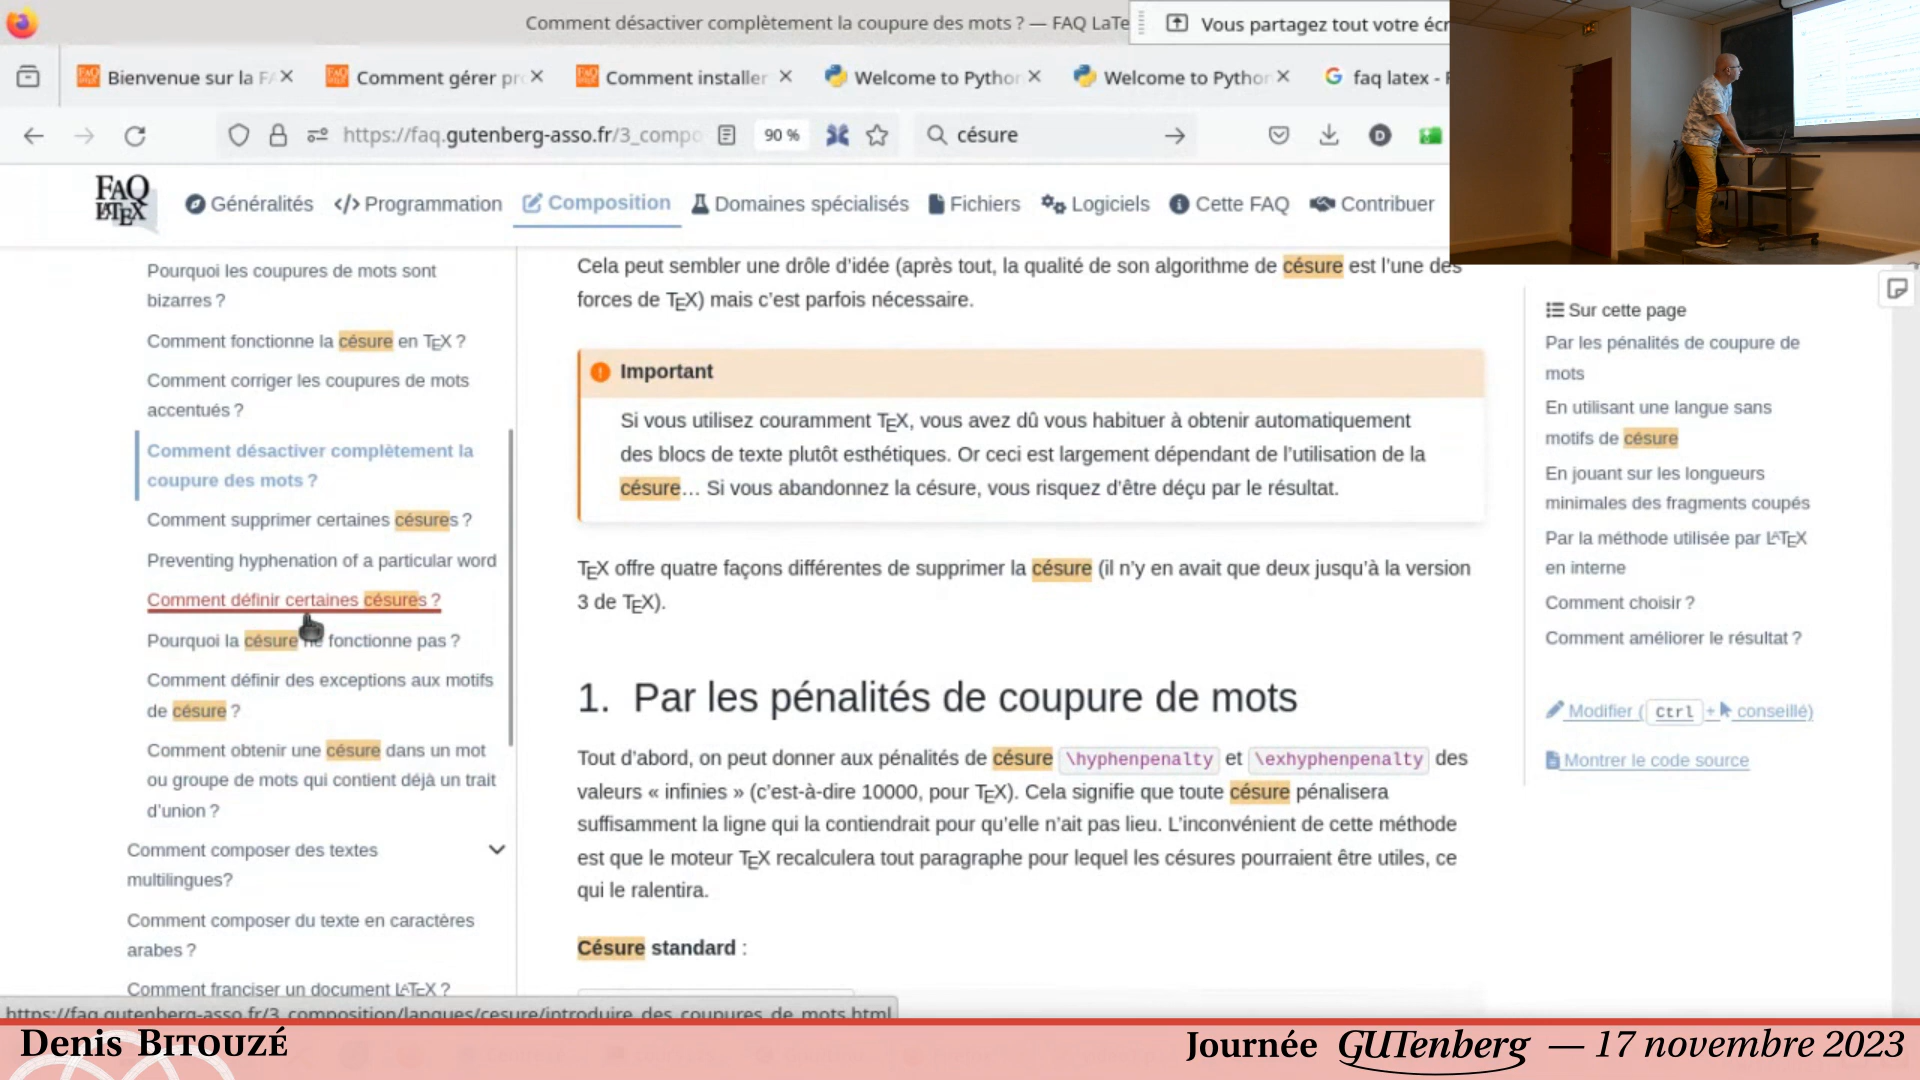 Comment désactiver complètement la coupure des mots ? — FAQ LaTe
Vous partagez tout votre écr
Bienvenue sur la FA
Comment gérer pr
Comment installer
Welcome to Python
Welcome to Python
faq latex - F
https://faq.gutenberg-asso.fr/3_compo
90 %
césure
D
FAQ LATEX
Généralités
</> Programmation
Composition
Domaines spécialisés
Fichiers
Logiciels
Cette FAQ
Contribuer
Pourquoi les coupures de mots sont
bizarres ?
Comment fonctionne la césure en TEX ?
Comment corriger les coupures de mots
accentués ?
Comment désactiver complètement la
coupure des mots ?
Comment supprimer certaines césures ?
Preventing hyphenation of a particular word
Comment définir certaines césures ?
Pourquoi la césure ne fonctionne pas ?
Comment définir des exceptions aux motifs
de césure ?
Comment obtenir une césure dans un mot
ou groupe de mots qui contient déjà un trait
d’union ?
Comment composer des textes
multilingues?
Comment composer du texte en caractères
arabes ?
Comment franciser un document LATEX ?
Cela peut sembler une drôle d’idée (après tout, la qualité de son algorithme de césure est l’une des
forces de TEX) mais c’est parfois nécessaire.
Important
Si vous utilisez couramment TEX, vous avez dû vous habituer à obtenir automatiquement
des blocs de texte plutôt esthétiques. Or ceci est largement dépendant de l’utilisation de la
césure… Si vous abandonnez la césure, vous risquez d’être déçu par le résultat.
TEX offre quatre façons différentes de supprimer la césure (il n’y en avait que deux jusqu’à la version
3 de TEX).
1. Par les pénalités de coupure de mots
Tout d’abord, on peut donner aux pénalités de césure \hyphenpenalty et \exhyphenpenalty des
valeurs « infinies » (c’est-à-dire 10000, pour TEX). Cela signifie que toute césure pénalisera
suffisamment la ligne qui la contiendrait pour qu’elle n’ait pas lieu. L’inconvénient de cette méthode
est que le moteur TEX recalculera tout paragraphe pour lequel les césures pourraient être utiles, ce
qui le ralentira.
Césure standard :
Sur cette page
Par les pénalités de coupure de
mots
En utilisant une langue sans
motifs de césure
En jouant sur les longueurs
minimales des fragments coupés
Par la méthode utilisée par LATEX
en interne
Comment choisir ?
Comment améliorer le résultat ?
Modifier ( Ctrl + conseillé)
Montrer le code source
https://faq.gutenberg-asso.fr/3_composition/langues/cesure/introduire_des_coupures_de_mots.html
Denis BITOUZÉ
Journée GUTenberg — 17 novembre 2023